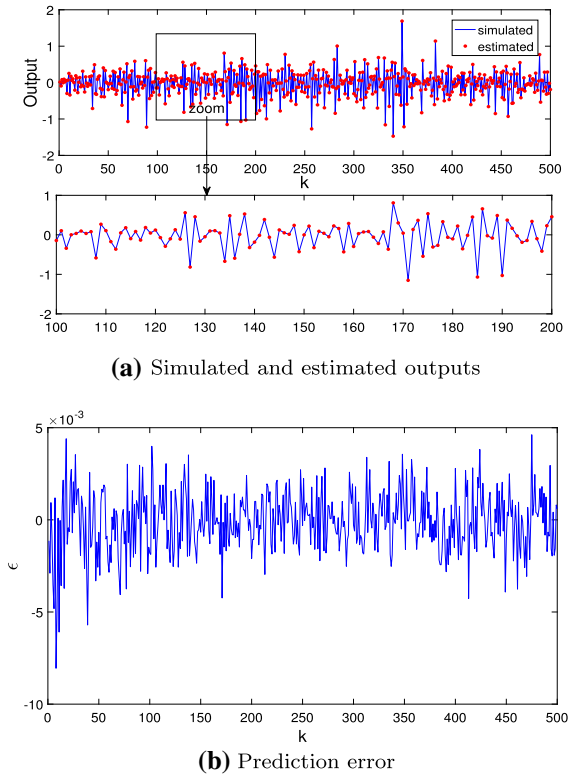 2
1
0
-1
-2
Output
simulated
estimated
zoom
0 50 100 150 200 250 300 350 400 450 500
k
1
0
-1
-2
100 110 120 130 140 150 160 170 180 190 200
(a) Simulated and estimated outputs
×10⁻³
5
0
-5
-10
ϵ
0 50 100 150 200 250 300 350 400 450 500
k
(b) Prediction error